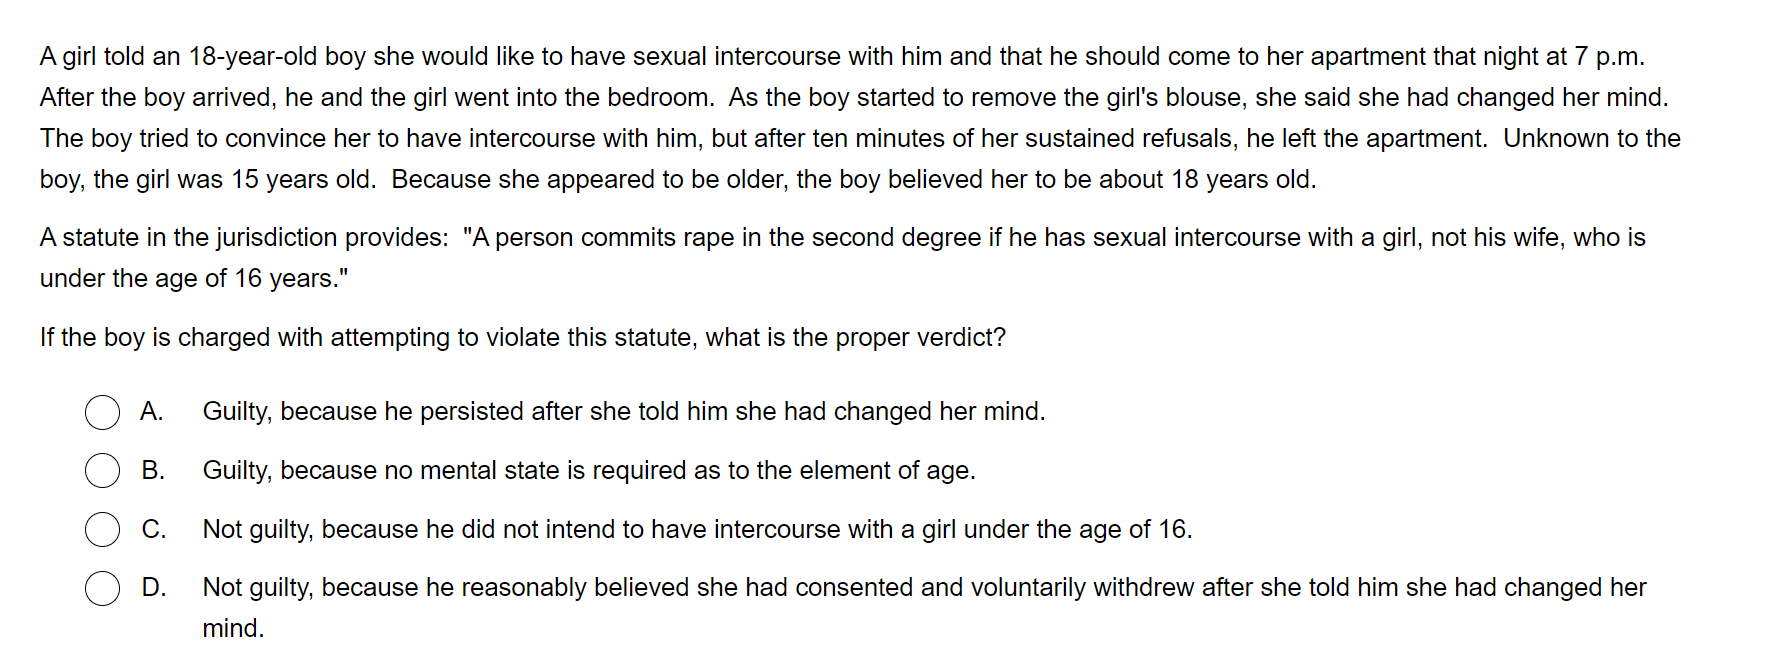 A girl told an 18-year-old boy she would like to have sexual intercourse with him and that he should come to her apartment that night at 7 p.m.
After the boy arrived, he and the girl went into the bedroom.  As the boy started to remove the girl's blouse, she said she had changed her mind.
The boy tried to convince her to have intercourse with him, but after ten minutes of her sustained refusals, he left the apartment.  Unknown to the
boy, the girl was 15 years old.  Because she appeared to be older, the boy believed her to be about 18 years old.
A statute in the jurisdiction provides:  "A person commits rape in the second degree if he has sexual intercourse with a girl, not his wife, who is
under the age of 16 years."
If the boy is charged with attempting to violate this statute, what is the proper verdict?
A. Guilty, because he persisted after she told him she had changed her mind.
B. Guilty, because no mental state is required as to the element of age.
C. Not guilty, because he did not intend to have intercourse with a girl under the age of 16.
D. Not guilty, because he reasonably believed she had consented and voluntarily withdrew after she told him she had changed her
mind.